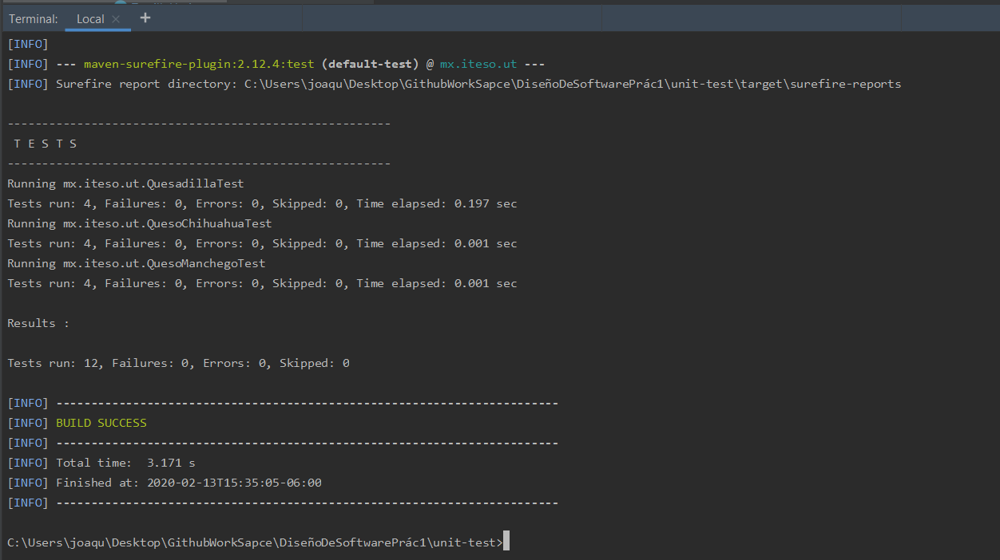 Terminal: Local × +
[INFO]
[INFO] --- maven-surefire-plugin:2.12.4:test (default-test) @ mx.iteso.ut ---
[INFO] Surefire report directory: C:\Users\joaqu\Desktop\GithubWorkSapce\DiseñoDeSoftwarePrác1\unit-test\target\surefire-reports
-------------------------------------------------------
T E S T S
-------------------------------------------------------
Running mx.iteso.ut.QuesadillaTest
Tests run: 4, Failures: 0, Errors: 0, Skipped: 0, Time elapsed: 0.197 sec
Running mx.iteso.ut.QuesoChihuahuaTest
Tests run: 4, Failures: 0, Errors: 0, Skipped: 0, Time elapsed: 0.001 sec
Running mx.iteso.ut.QuesoManchegoTest
Tests run: 4, Failures: 0, Errors: 0, Skipped: 0, Time elapsed: 0.001 sec
Results :
Tests run: 12, Failures: 0, Errors: 0, Skipped: 0
[INFO] ------------------------------------------------------------------------
[INFO] BUILD SUCCESS
[INFO] ------------------------------------------------------------------------
[INFO] Total time:  3.171 s
[INFO] Finished at: 2020-02-13T15:35:05-06:00
[INFO] ------------------------------------------------------------------------
C:\Users\joaqu\Desktop\GithubWorkSapce\DiseñoDeSoftwarePrác1\unit-test>